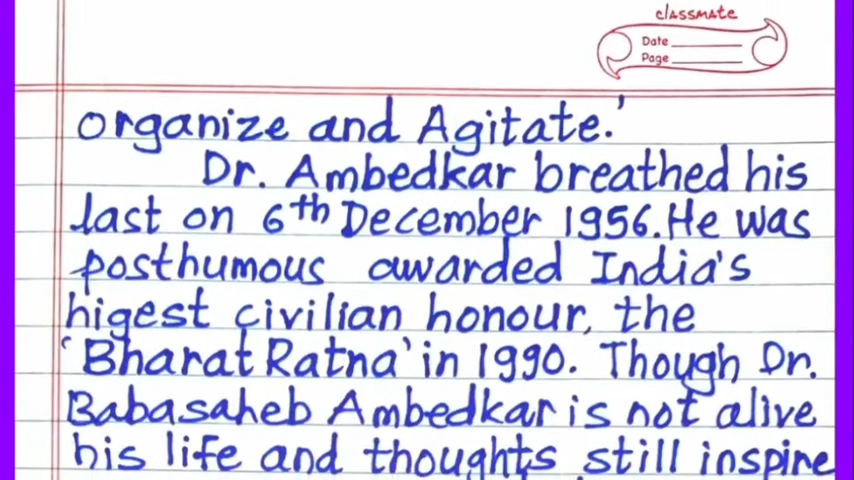 classmate
Date
Page
organize and Agitate.'
Dr. Ambedkar breathed his
last on 6th December 1956. He was
posthumous awarded India's
higest civilian honour, the
'Bharat Ratna' in 1990. Though Dr.
Babasaheb Ambedkar is not alive
his life and thoughts still inspire